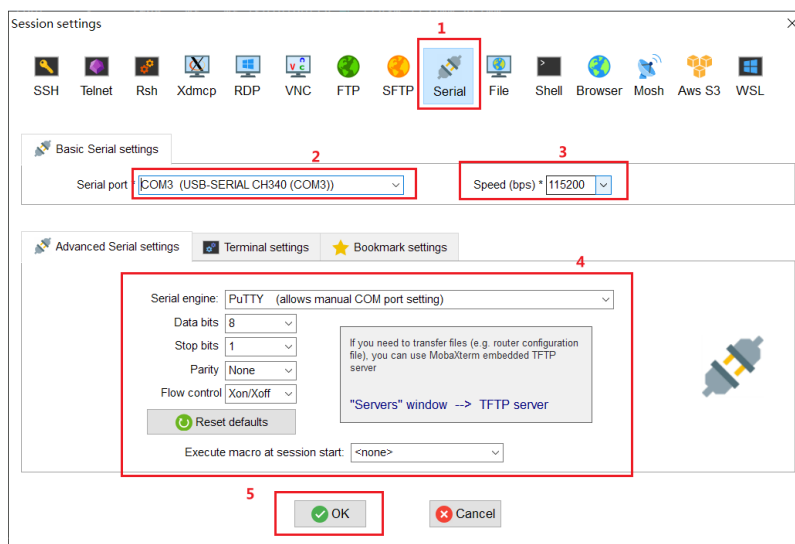 Session settings
1
SSH Telnet Rsh Xdmcp RDP VNC FTP SFTP Serial File Shell Browser Mosh Aws S3 WSL
Basic Serial settings
2
3
Serial port * COM3 (USB-SERIAL CH340 (COM3))
Speed (bps) * 115200
Advanced Serial settings
Terminal settings
Bookmark settings
4
Serial engine: PuTTY (allows manual COM port setting)
Data bits 8
Stop bits 1
Parity None
Flow control Xon/Xoff
Reset defaults
If you need to transfer files (e.g. router configuration
file), you can use MobaXterm embedded TFTP
server
"Servers" window --> TFTP server
Execute macro at session start: <none>
5
OK
Cancel